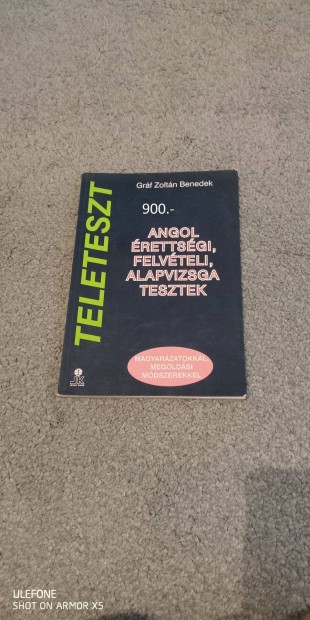 TELETESZT
Gráf Zoltán Benedek
900.-
ANGOL
ÉRETTSÉGI,
FELVÉTELI,
ALAPVIZSGA
TESZTEK
MAGYARÁZATOKKAL,
MEGOLDÁSI
MÓDSZEREKKEL
ULEFONE
SHOT ON ARMOR X5